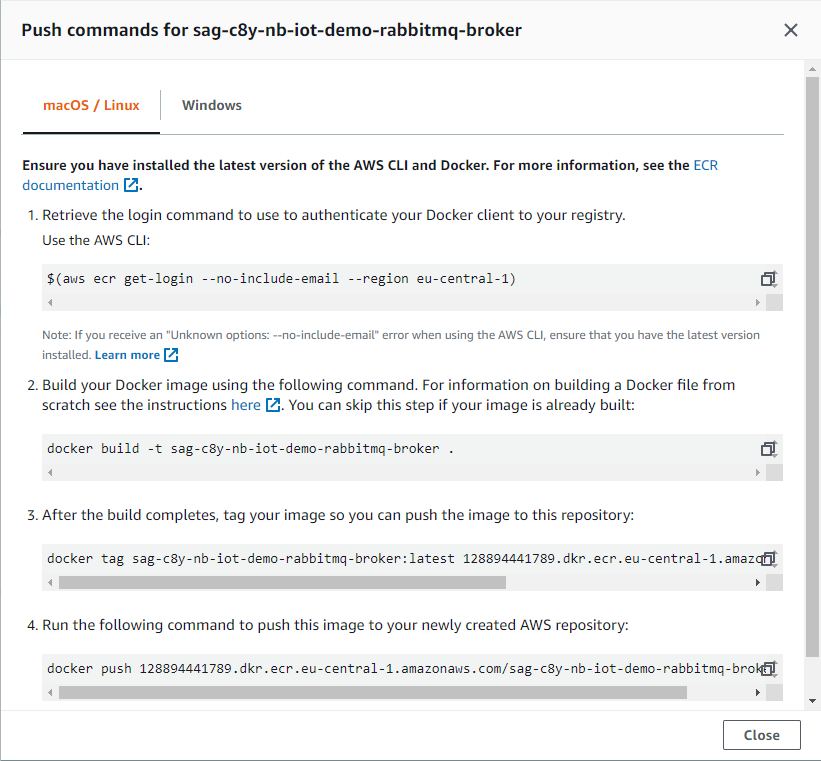 Push commands for sag-c8y-nb-iot-demo-rabbitmq-broker
macOS / Linux
Windows
Ensure you have installed the latest version of the AWS CLI and Docker. For more information, see the ECR
documentation.
1. Retrieve the login command to use to authenticate your Docker client to your registry.
Use the AWS CLI:
$(aws ecr get-login --no-include-email --region eu-central-1)
Note: If you receive an "Unknown options: --no-include-email" error when using the AWS CLI, ensure that you have the latest version
installed. Learn more
2. Build your Docker image using the following command. For information on building a Docker file from
scratch see the instructions here. You can skip this step if your image is already built:
docker build -t sag-c8y-nb-iot-demo-rabbitmq-broker .
3. After the build completes, tag your image so you can push the image to this repository:
docker tag sag-c8y-nb-iot-demo-rabbitmq-broker:latest 128894441789.dkr.ecr.eu-central-1.amazo
4. Run the following command to push this image to your newly created AWS repository:
docker push 128894441789.dkr.ecr.eu-central-1.amazonaws.com/sag-c8y-nb-iot-demo-rabbitmq-brok
Close